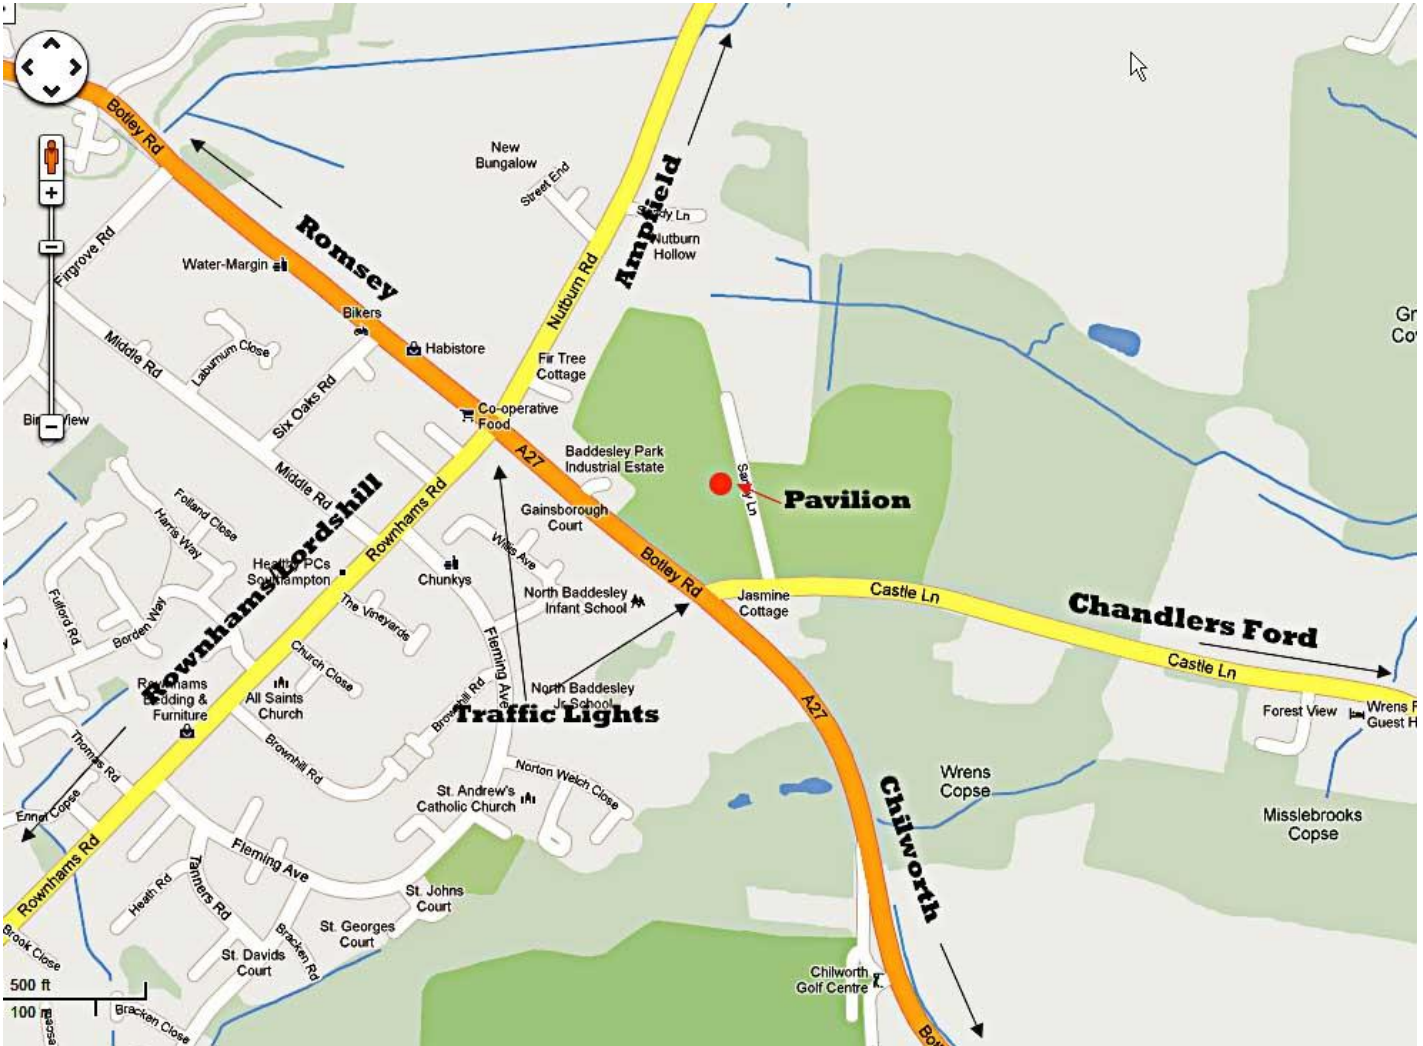 Botley Rd
New
Bungalow
Street End
Ampfield
Nutburn
Hollow
Firgrove Rd
Romsey
Water-Margin
Nutburn Rd
Bikers
Habistore
Middle Rd
Laburnum Close
Fir Tree
Cottage
Six Oaks Rd
Co-operative
Food
A27
Baddesley Park
Industrial Estate
Middle Rd
Sandy Ln
Pavilion
Rownhams Rd
Rownhams Lordshill
Folland Close
Harris Way
Gainsborough
Court
Willis Ave
Botley Rd
Chunkys
Southampton
North Baddesley
Infant School
Jasmine
Cottage
Castle Ln
Chandlers Ford
Castle Ln
Fulford Rd
Borden Way
The Vineyards
Church Close
Fleming Ave
North Baddesley
Jr School
Traffic Lights
A27
Rownhams
Bedding &
Furniture
All Saints
Church
Brownhill Rd
Brownhill Rd
Forest View
Guest H
Thomas Rd
Norton Welch Close
St. Andrew's
Catholic Church
Wrens
Copse
Chilworth
Misslebrooks
Copse
Rownhams Rd
Fleming Ave
Heath Rd
Tanners Rd
St. Johns
Court
St. Georges
Court
Bracken Rd
St. Davids
Court
Brook Close
Chilworth
Golf Centre
500 ft
Bracken Close